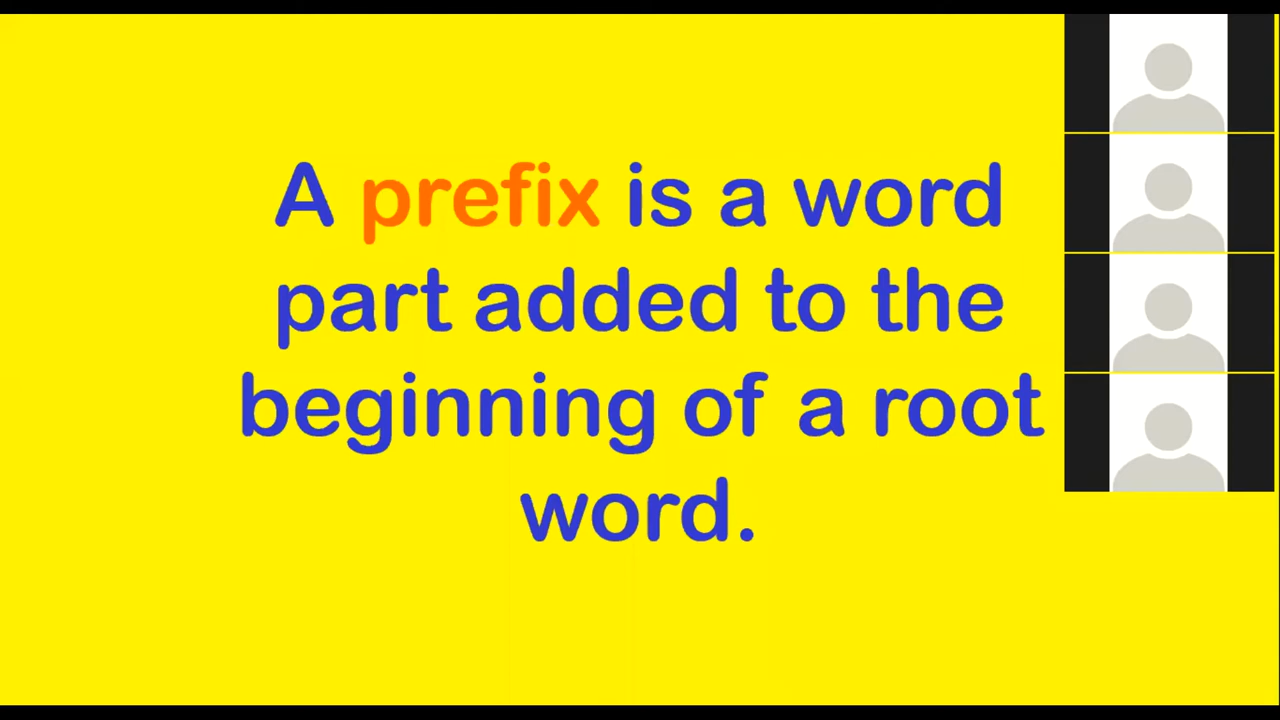 A prefix is a word
part added to the
beginning of a root
word.